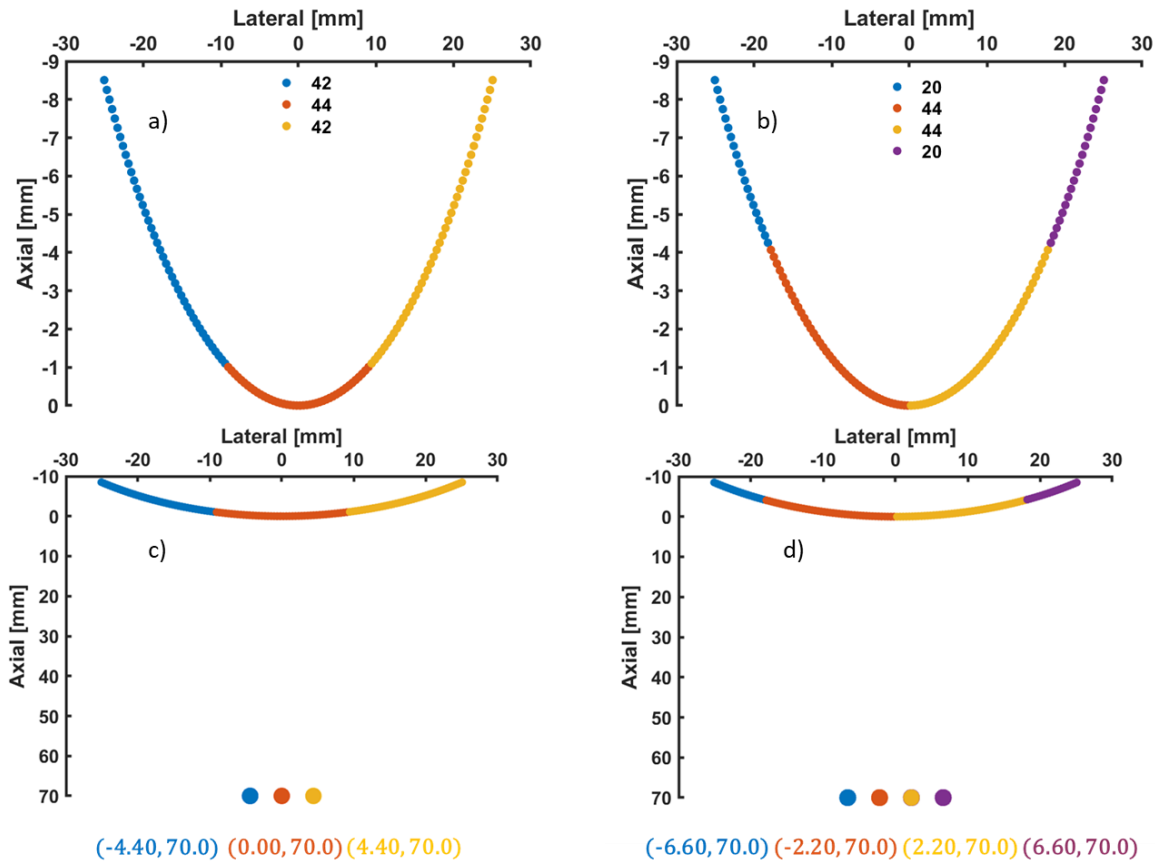 Lateral [mm]
-30 -20 -10 0 10 20 30
-9
-8
-7
-6
-5
-4
-3
-2
-1
0
Axial [mm]
a)
42
44
42
Lateral [mm]
-30 -20 -10 0 10 20 30
-9
-8
-7
-6
-5
-4
-3
-2
-1
0
Axial [mm]
b)
20
44
44
20
Lateral [mm]
-30 -20 -10 0 10 20 30
-10
0
10
20
30
40
50
60
70
Axial [mm]
c)
(-4.40, 70.0) (0.00, 70.0) (4.40, 70.0)
Lateral [mm]
-30 -20 -10 0 10 20 30
-10
0
10
20
30
40
50
60
70
Axial [mm]
d)
(-6.60, 70.0) (-2.20, 70.0) (2.20, 70.0) (6.60, 70.0)